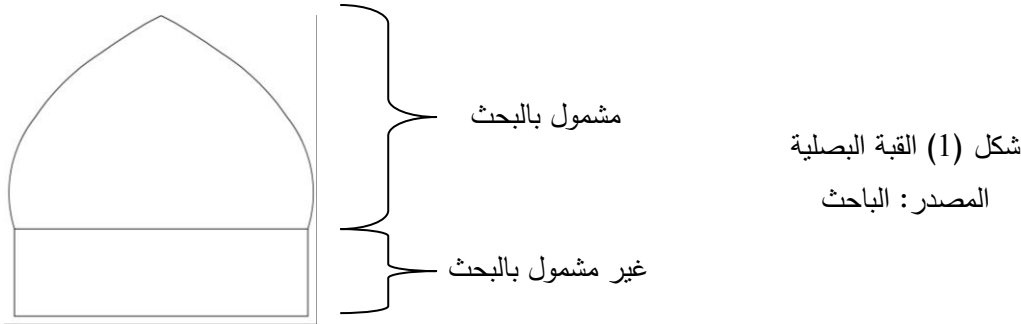 مشمول بالبحث
شكل (1) القبة البصلية
المصدر: الباحث
غير مشمول بالبحث